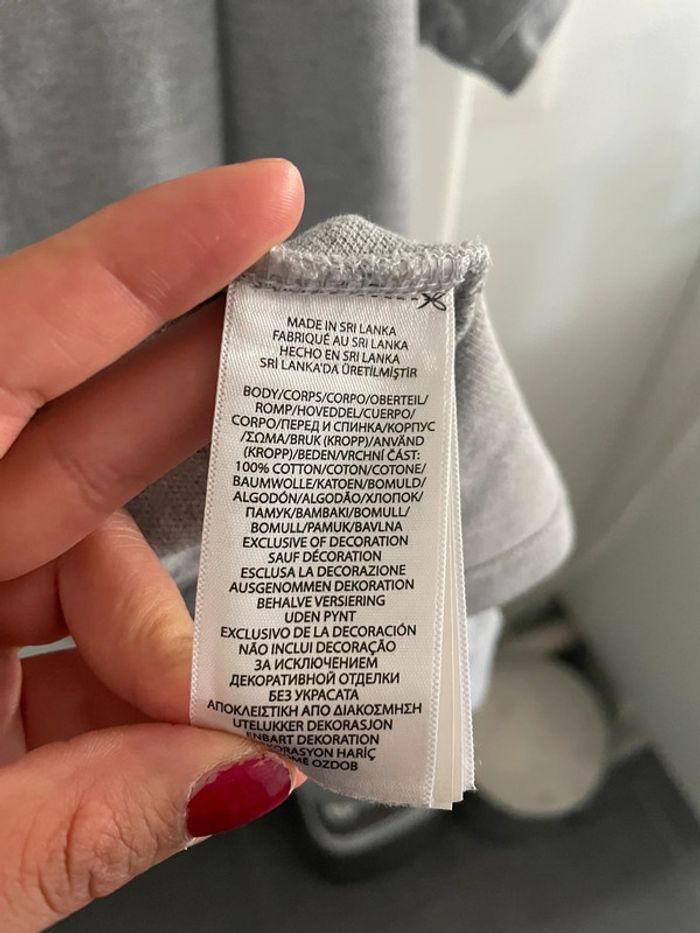 MADE IN SRI LANKA
FABRIQUÉ AU SRI LANKA
HECHO EN SRI LANKA
SRİ LANKA'DA ÜRETİLMİŞTİR
BODY/CORPS/CORPO/OBERTEIL/
ROMP/HOVEDDEL/CUERPO/
CORPO/ПЕРЕД И СПИНКА/КОРПУС
/ΣΩΜΑ/BRUK (KROPP)/ANVÄND
(KROPP)/BEDEN/VRCHNÍ ČÁST:
100% COTTON/COTON/COTONE/
BAUMWOLLE/KATOEN/BOMULD/
ALGODÓN/ALGODÃO/ХЛОПОК/
ПАМУК/ΒΑΜΒΑΚΙ/BOMULL/
BOMULL/PAMUK/BAVLNA
EXCLUSIVE OF DECORATION
SAUF DÉCORATION
ESCLUSA LA DECORAZIONE
AUSGENOMMEN DEKORATION
BEHALVE VERSIERING
UDEN PYNT
EXCLUSIVO DE LA DECORACIÓN
NÃO INCLUI DECORAÇÃO
ЗА ИСКЛЮЧЕНИЕМ
ДЕКОРАТИВНОЙ ОТДЕЛКИ
БЕЗ УКРАСАТА
ΑΠΟΚΛΕΙΣΤΙΚΗ ΑΠΟ ΔΙΑΚΟΣΜΗΣΗ
UTELUKKER DEKORASJON
ENBART DEKORATION
HARİÇ
OZDOB